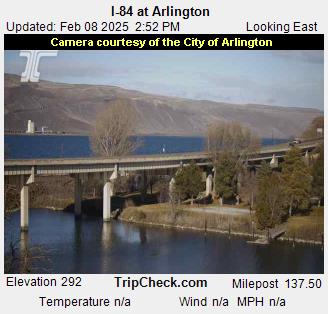 I-84 at Arlington
Updated: Feb 08 2025 2:52 PM Looking East
Camera courtesy of the City of Arlington
Elevation 292 TripCheck.com Milepost 137.50
Temperature n/a Wind n/a MPH n/a